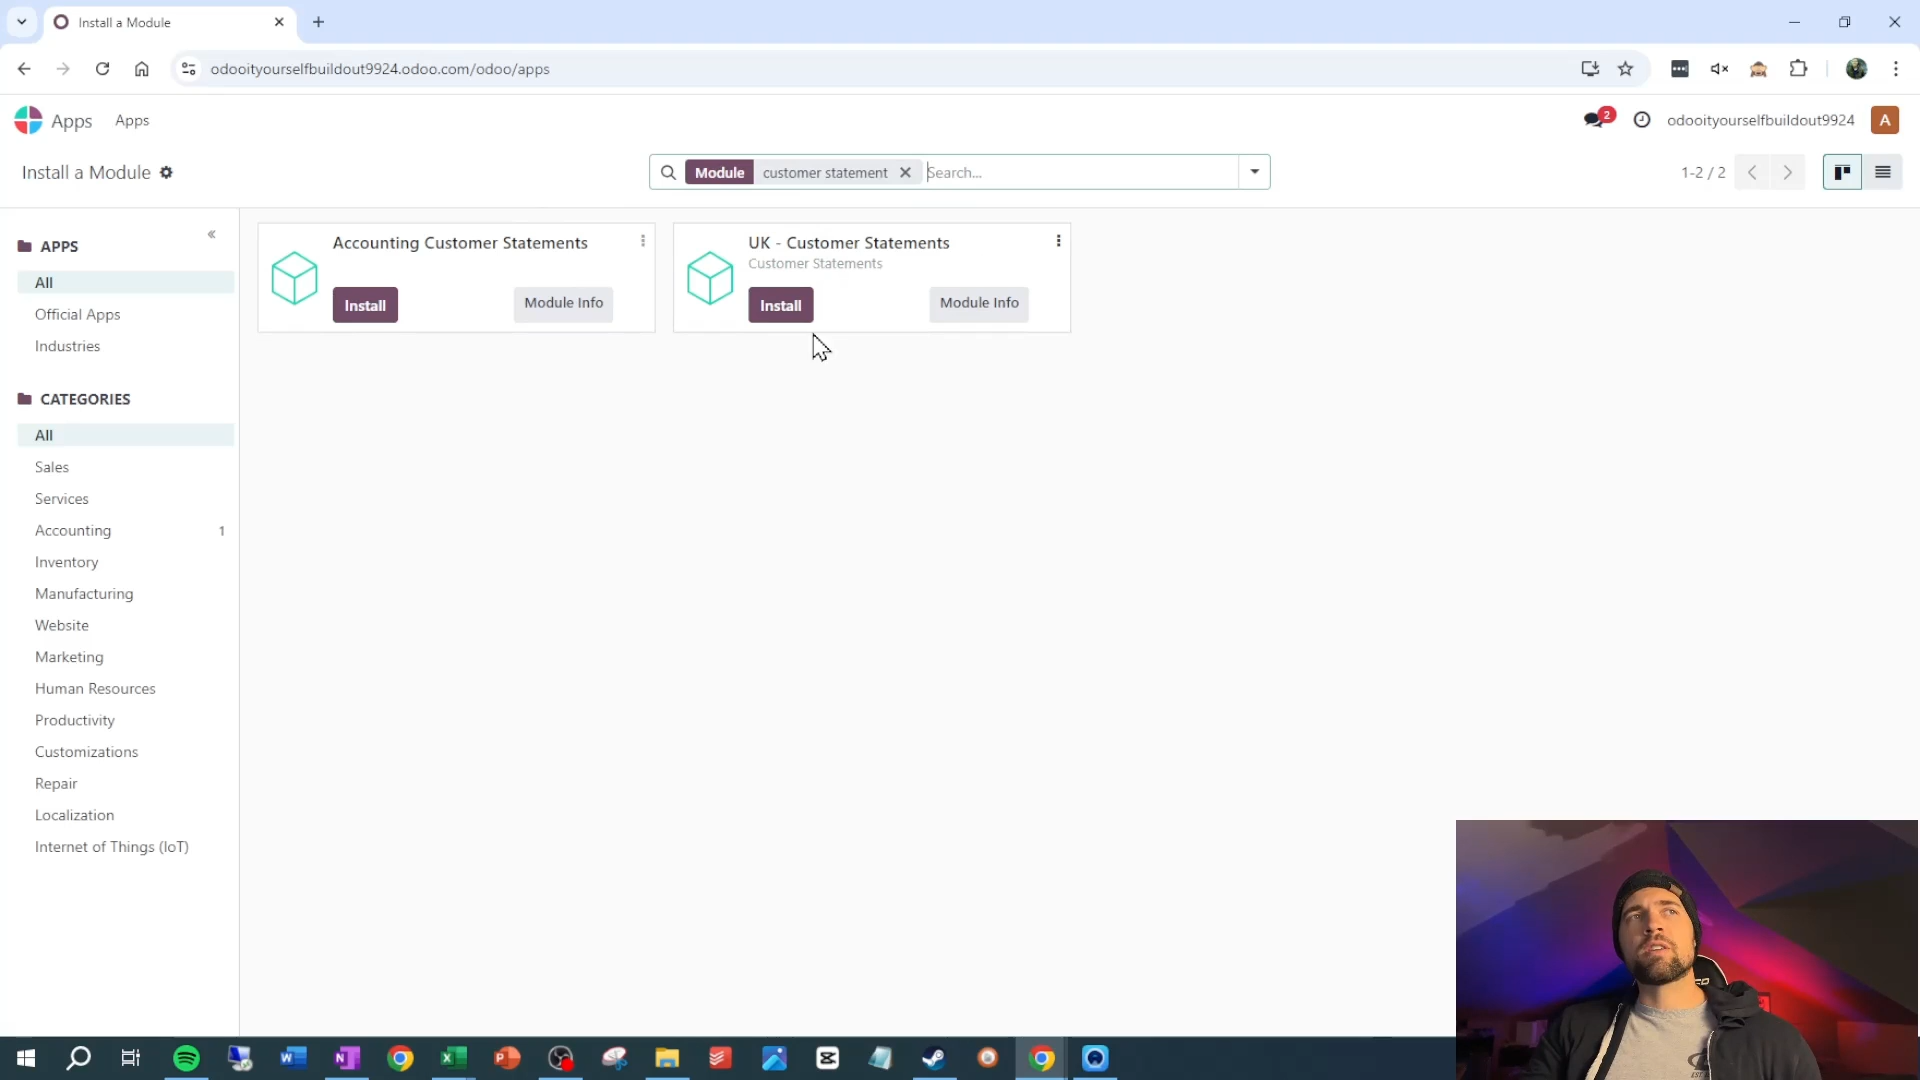 Install a Module
odooityourselfbuildout9924.odoo.com/odoo/apps
Apps
Apps
2
odooityourselfbuildout9924
A
Install a Module
Module
customer statement
Search...
1-2 / 2
APPS
All
Official Apps
Industries
CATEGORIES
All
Sales
Services
Accounting 1
Inventory
Manufacturing
Website
Marketing
Human Resources
Productivity
Customizations
Repair
Localization
Internet of Things (IoT)
Accounting Customer Statements
Install
Module Info
UK - Customer Statements
Customer Statements
Install
Module Info